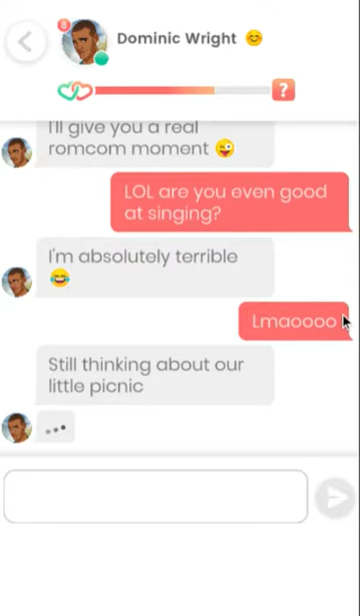 8
Dominic Wright 😊
?
I'll give you a real
romcom moment 😜
LOL are you even good
at singing?
I'm absolutely terrible
😂
Lmaoooo
Still thinking about our
little picnic